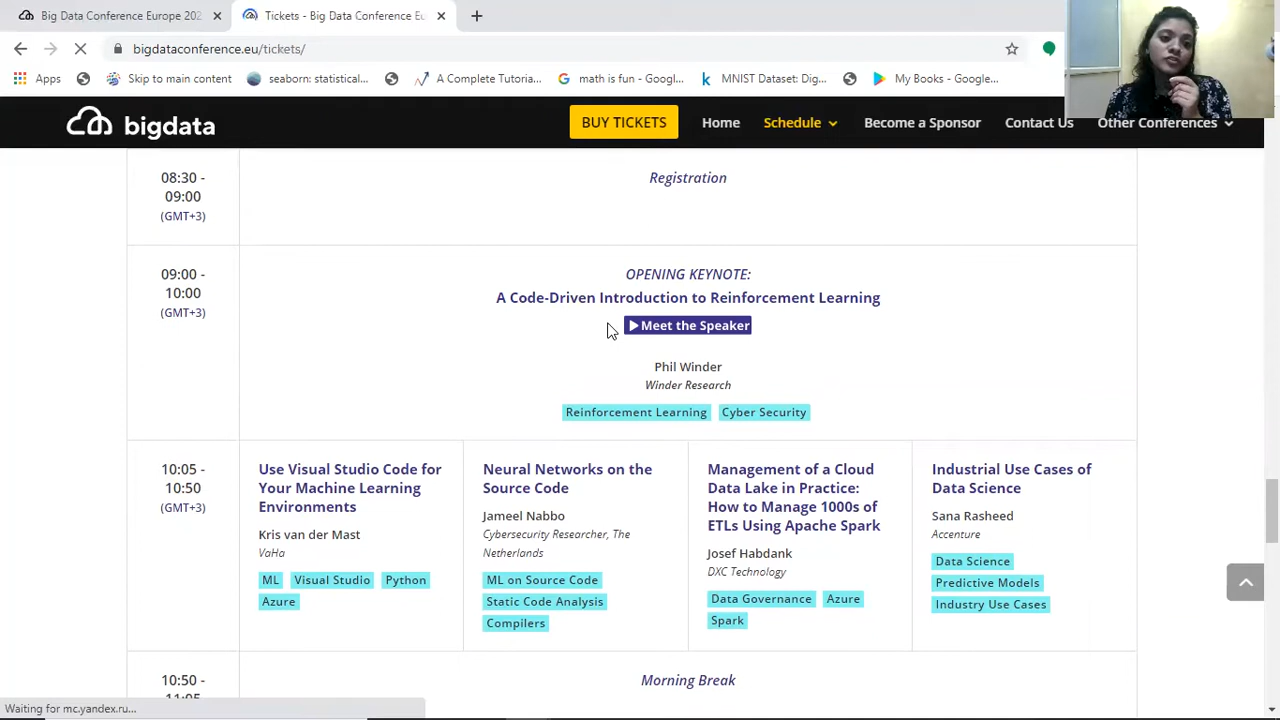 Big Data Conference Europe 202
Tickets - Big Data Conference Eu
bigdataconference.eu/tickets/
Apps
Skip to main content
seaborn: statistical...
A Complete Tutoria...
math is fun - Googl...
MNIST Dataset: Dig...
My Books - Google...
bigdata
BUY TICKETS
Home
Schedule
Become a Sponsor
Contact Us
Other Conferences
08:30 -
09:00
(GMT+3)
Registration
09:00 -
10:00
(GMT+3)
OPENING KEYNOTE:
A Code-Driven Introduction to Reinforcement Learning
Meet the Speaker
Phil Winder
Winder Research
Reinforcement Learning
Cyber Security
10:05 -
10:50
(GMT+3)
Use Visual Studio Code for
Your Machine Learning
Environments
Kris van der Mast
VaHa
ML
Visual Studio
Python
Azure
Neural Networks on the
Source Code
Jameel Nabbo
Cybersecurity Researcher, The
Netherlands
ML on Source Code
Static Code Analysis
Compilers
Management of a Cloud
Data Lake in Practice:
How to Manage 1000s of
ETLs Using Apache Spark
Josef Habdank
DXC Technology
Data Governance
Azure
Spark
Industrial Use Cases of
Data Science
Sana Rasheed
Accenture
Data Science
Predictive Models
Industry Use Cases
10:50 -
11:05
Morning Break
Waiting for mc.yandex.ru...